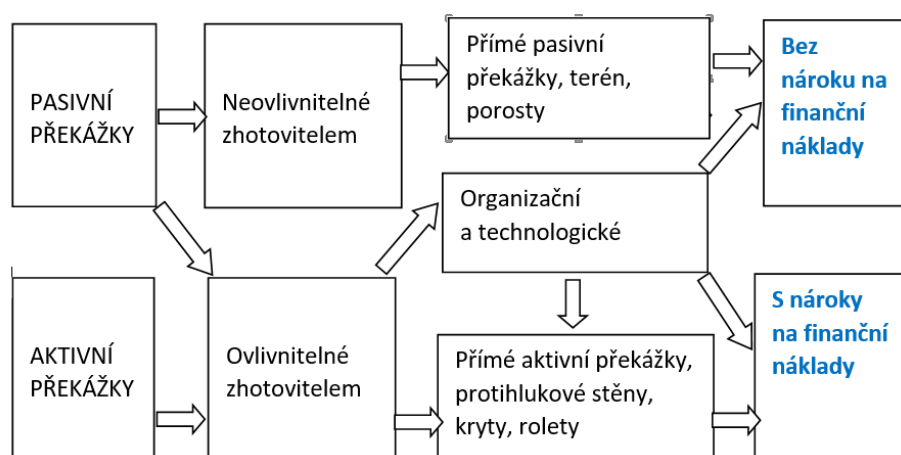 PASIVNÍ
PŘEKÁŽKY
Neovlivnitelné
zhotovitelem
Přímé pasivní
překážky, terén,
porosty
Bez
nároku na
finanční
náklady
Organizační
a technologické
AKTIVNÍ
PŘEKÁŽKY
Ovlivnitelné
zhotovitelem
Přímé aktivní překážky,
protihlukové stěny,
kryty, rolety
S nároky
na finanční
náklady